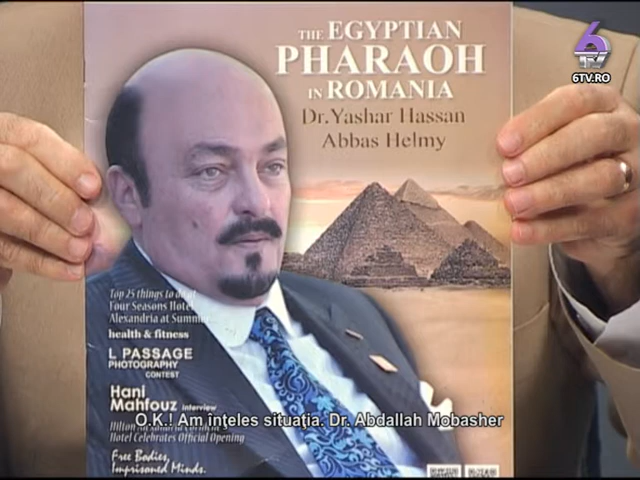 6
TV
6TV.RO
THE EGYPTIAN
PHARAOH
IN ROMANIA
Dr.Yashar Hassan
Abbas Helmy
Top 25 things to do at
Four Seasons Hotel
Alexandria at Summer
health & fitness
L PASSAGE
PHOTOGRAPHY
CONTEST
Hani
Mahfouz interview
Hilton
Hotel Celebrates Official Opening
O.K.! Am înţeles situaţia. Dr. Abdallah Mobasher
Free Bodies,
Imprisoned Minds.